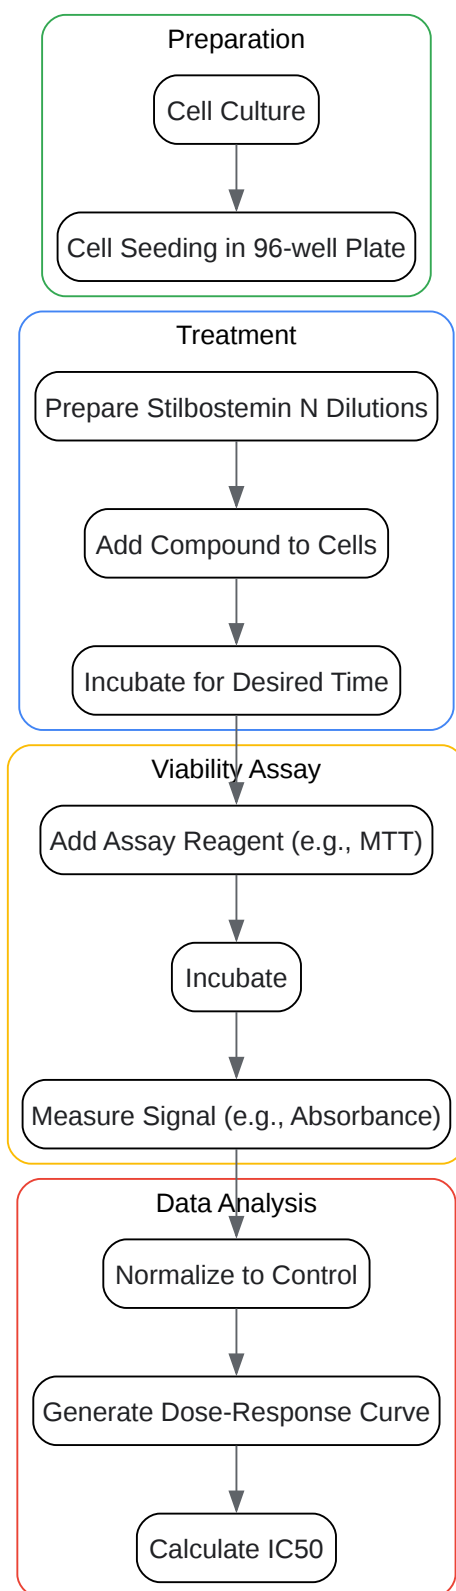 Preparation
Cell Culture
Cell Seeding in 96-well Plate
Treatment
Prepare Stilbostemin N Dilutions
Add Compound to Cells
Incubate for Desired Time
Viability Assay
Add Assay Reagent (e.g., MTT)
Incubate
Measure Signal (e.g., Absorbance)
Data Analysis
Normalize to Control
Generate Dose-Response Curve
Calculate IC50